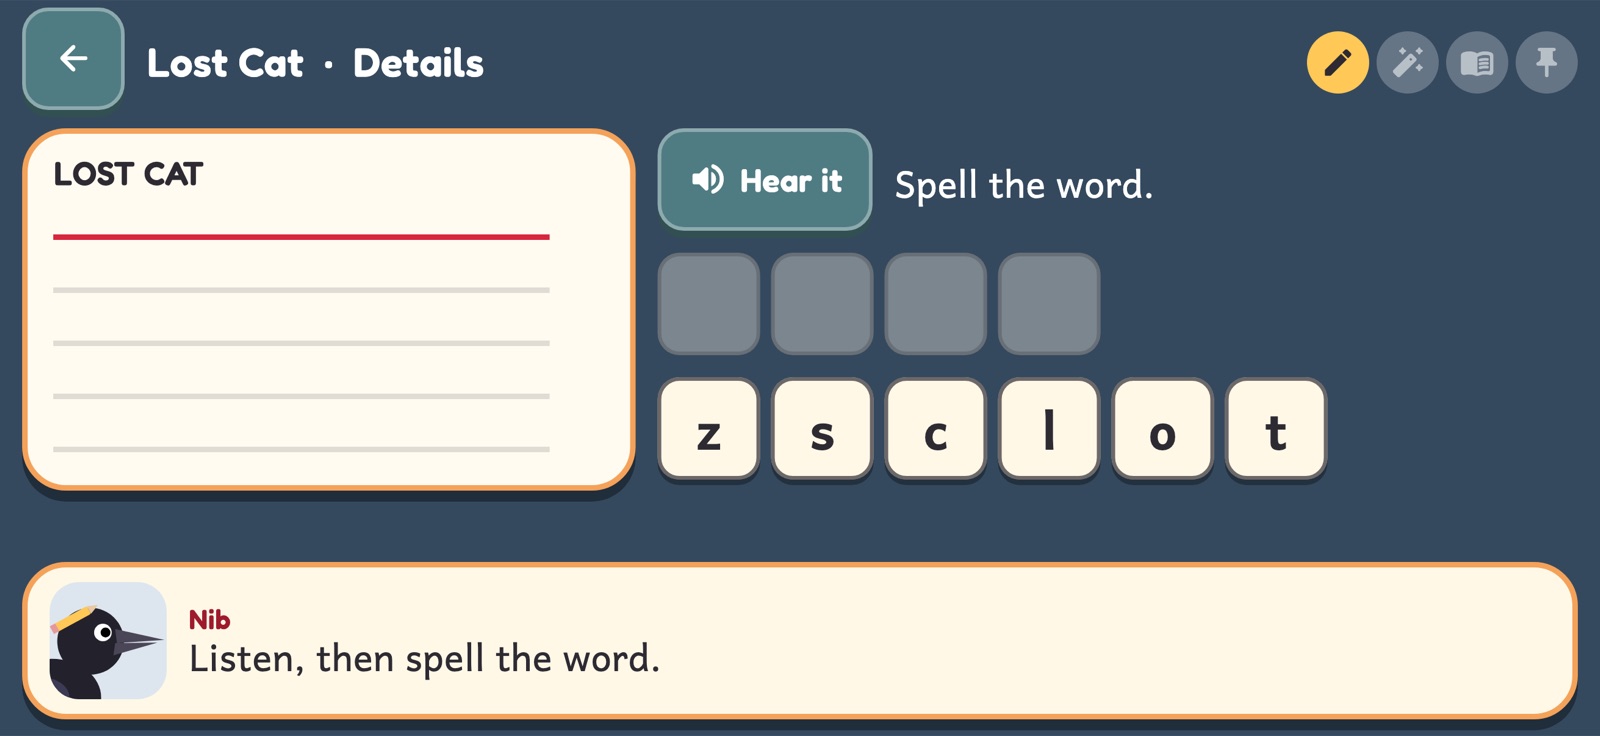 Lost Cat · Details
LOST CAT
Hear it
Spell the word.
z s c l o t
Nib
Listen, then spell the word.